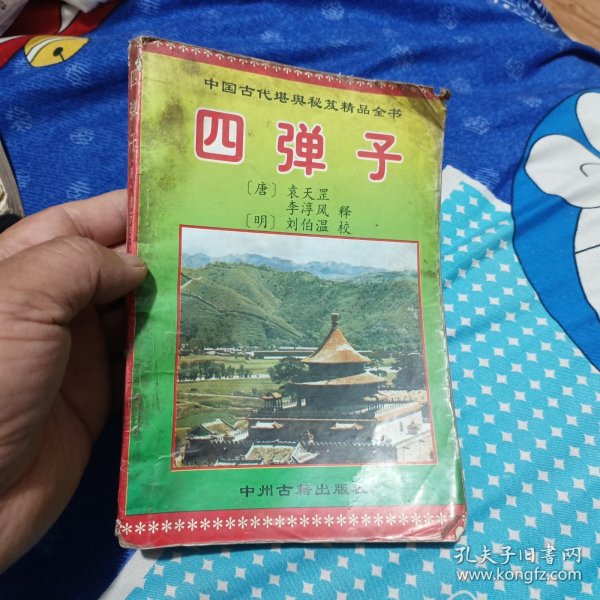 中国古代堪舆秘笈精品全书
四弹子
〔唐〕袁天罡
李淳风 释
〔明〕刘伯温 校
中州古籍出版社
孔夫子旧书网
www.kongfz.com